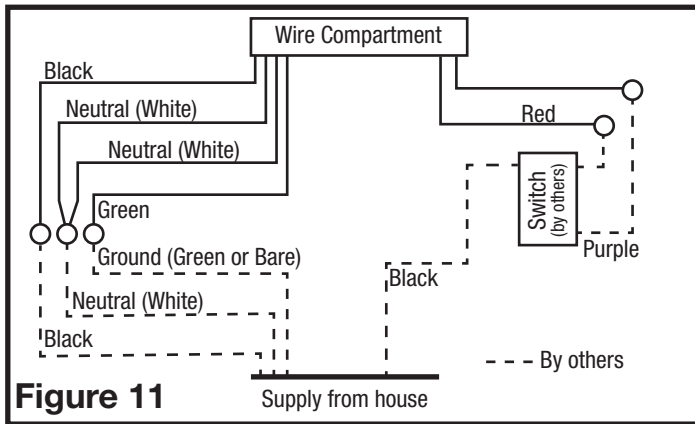 Wire Compartment
Black
Neutral (White)
Red
Neutral (White)
Green
Switch
(by others)
Ground (Green or Bare)
Purple
Black
Neutral (White)
Black
By others
Figure 11
Supply from house